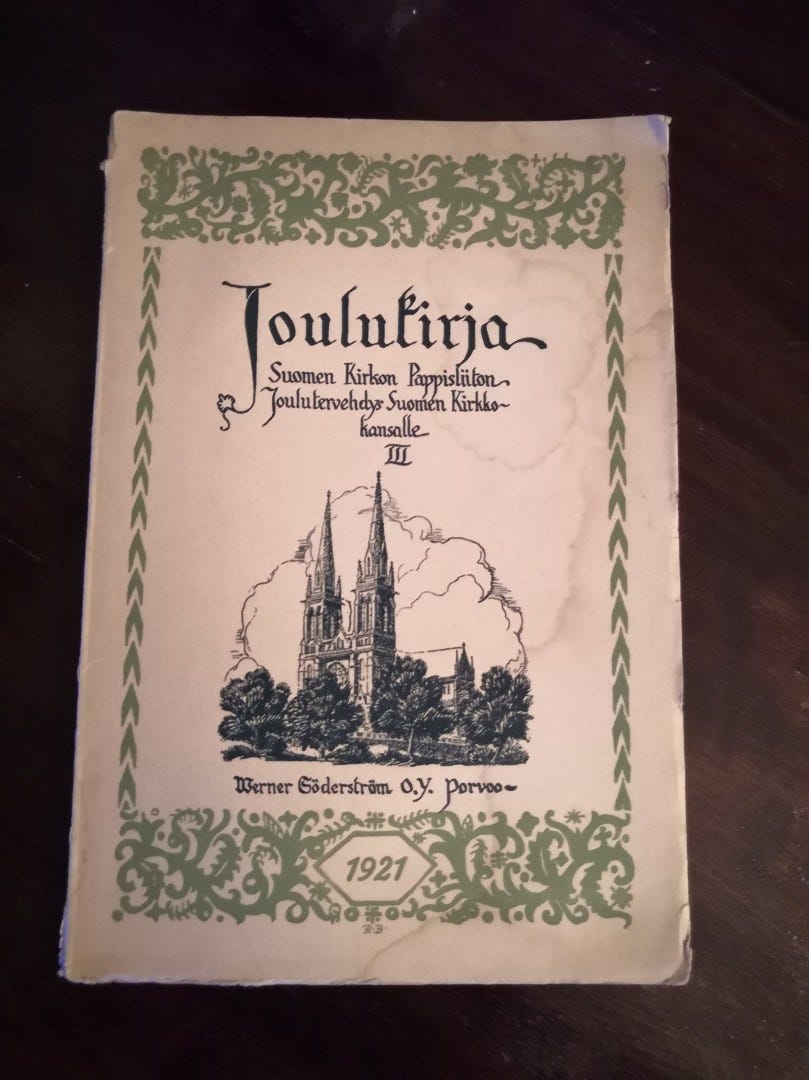 Joulukirja
Suomen Kirkon Pappisliiton
Joulutervehdys Suomen Kirkko-
kansalle
III
Werner Söderström O.Y. Porvoo
1921